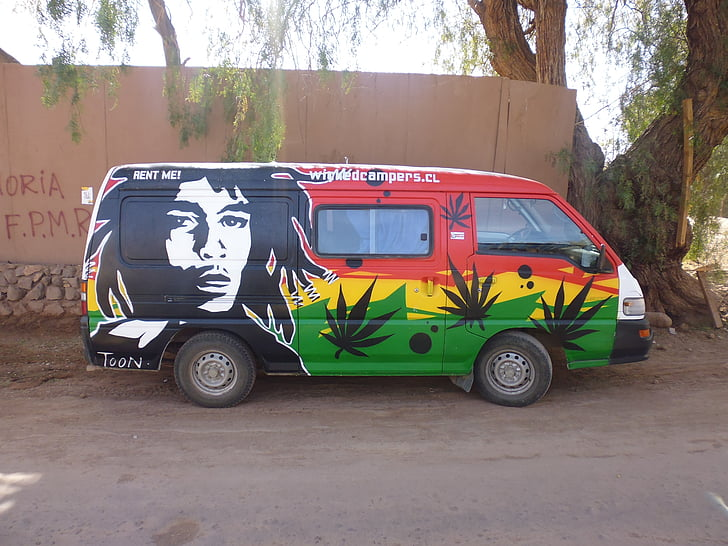 RENT ME!
wickedcampers.CL
ORIA
F.P.M.R
TOON.